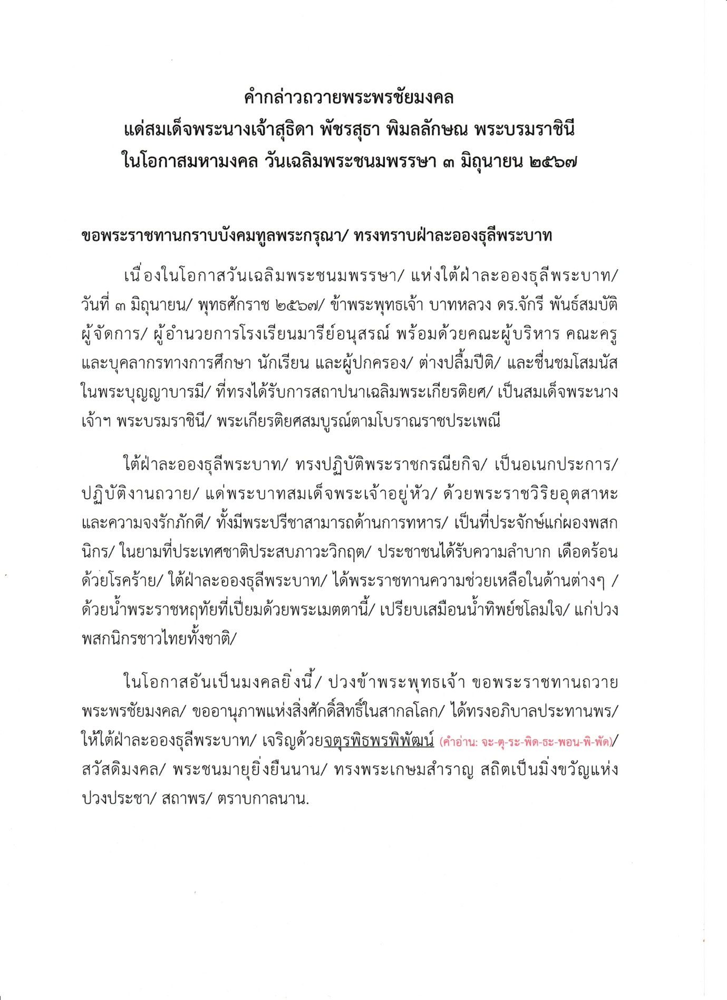 คำกล่าวถวายพระพรชัยมงคล
แด่สมเด็จพระนางเจ้าสุธิดา พัชรสุธา พิมลลักษณ พระบรมราชินี
ในโอกาสมหามงคล วันเฉลิมพระชนมพรรษา ๓ มิถุนายน ๒๕๖๗
ขอพระราชทานกราบบังคมทูลพระกรุณา/ ทรงทราบฝ่าละอองธุลีพระบาท
เนื่องในโอกาสวันเฉลิมพระชนมพรรษา/ แห่งใต้ฝ่าละอองธุลีพระบาท/
วันที่ ๓ มิถุนายน/ พุทธศักราช ๒๕๖๗/ ข้าพระพุทธเจ้า บาทหลวง ดร.จักรี พันธ์สมบัติ
ผู้จัดการ/ ผู้อำนวยการโรงเรียนมารีย์อนุสรณ์ พร้อมด้วยคณะผู้บริหาร คณะครู
และบุคลากรทางการศึกษา นักเรียน และผู้ปกครอง/ ต่างปลื้มปีติ/ และชื่นชมโสมนัส
ในพระบุญญาบารมี/ ที่ทรงได้รับการสถาปนาเฉลิมพระเกียรติยศ/ เป็นสมเด็จพระนาง
เจ้าฯ พระบรมราชินี/ พระเกียรติยศสมบูรณ์ตามโบราณราชประเพณี
ใต้ฝ่าละอองธุลีพระบาท/ ทรงปฏิบัติพระราชกรณียกิจ/ เป็นอเนกประการ/
ปฏิบัติงานถวาย/ แด่พระบาทสมเด็จพระเจ้าอยู่หัว/ ด้วยพระราชวิริยอุตสาหะ
และความจงรักภักดี/ ทั้งมีพระปรีชาสามารถด้านการทหาร/ เป็นที่ประจักษ์แก่ผองพสก
นิกร/ ในยามที่ประเทศชาติประสบภาวะวิกฤต/ ประชาชนได้รับความลำบาก เดือดร้อน
ด้วยโรคร้าย/ ใต้ฝ่าละอองธุลีพระบาท/ ได้พระราชทานความช่วยเหลือในด้านต่างๆ /
ด้วยน้ำพระราชหฤทัยที่เปี่ยมด้วยพระเมตตานี้/ เปรียบเสมือนน้ำทิพย์ชโลมใจ/ แก่ปวง
พสกนิกรชาวไทยทั้งชาติ/
ในโอกาสอันเป็นมงคลยิ่งนี้/ ปวงข้าพระพุทธเจ้า ขอพระราชทานถวาย
พระพรชัยมงคล/ ขออานุภาพแห่งสิ่งศักดิ์สิทธิ์ในสากลโลก/ ได้ทรงอภิบาลประทานพร/
ให้ใต้ฝ่าละอองธุลีพระบาท/ เจริญด้วยจตุรพิธพรพิพัฒน์ (คำอ่าน: จะ-ตุ-ระ-พิด-ธะ-พอน-พิ-พัด)/
สวัสดิมงคล/ พระชนมายุยิ่งยืนนาน/ ทรงพระเกษมสำราญ สถิตเป็นมิ่งขวัญแห่ง
ปวงประชา/ สถาพร/ ตราบกาลนาน.